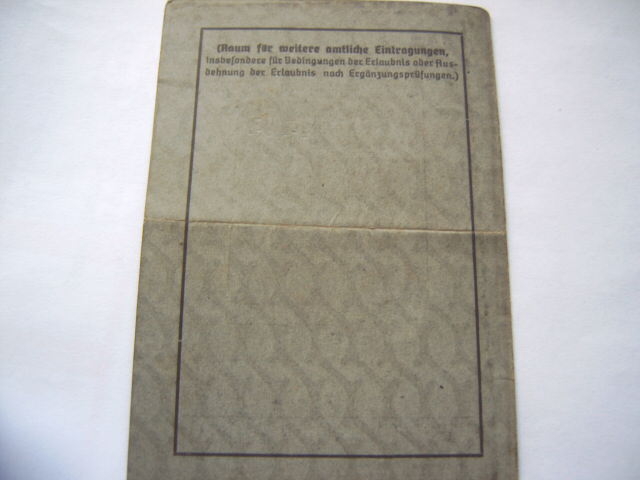 (Raum für weitere amtliche Eintragungen,
insbesondere für Bedingungen der Erlaubnis oder Aus-
dehnung der Erlaubnis nach Ergänzungsprüfungen.)